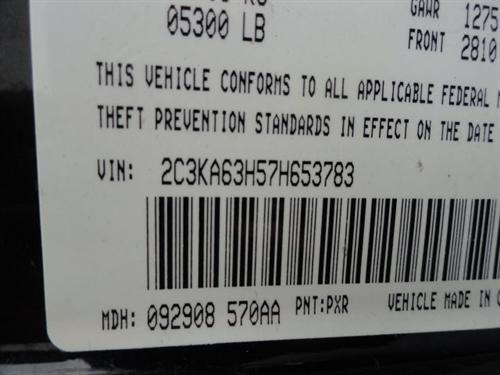 05300 LB
GAWR 1275
FRONT 2810
THIS VEHICLE CONFORMS TO ALL APPLICABLE FEDERAL
THEFT PREVENTION STANDARDS IN EFFECT ON THE DATE
VIN: 2C3KA63H57H653783
MDH: 092908 570AA PNT:PXR VEHICLE MADE IN